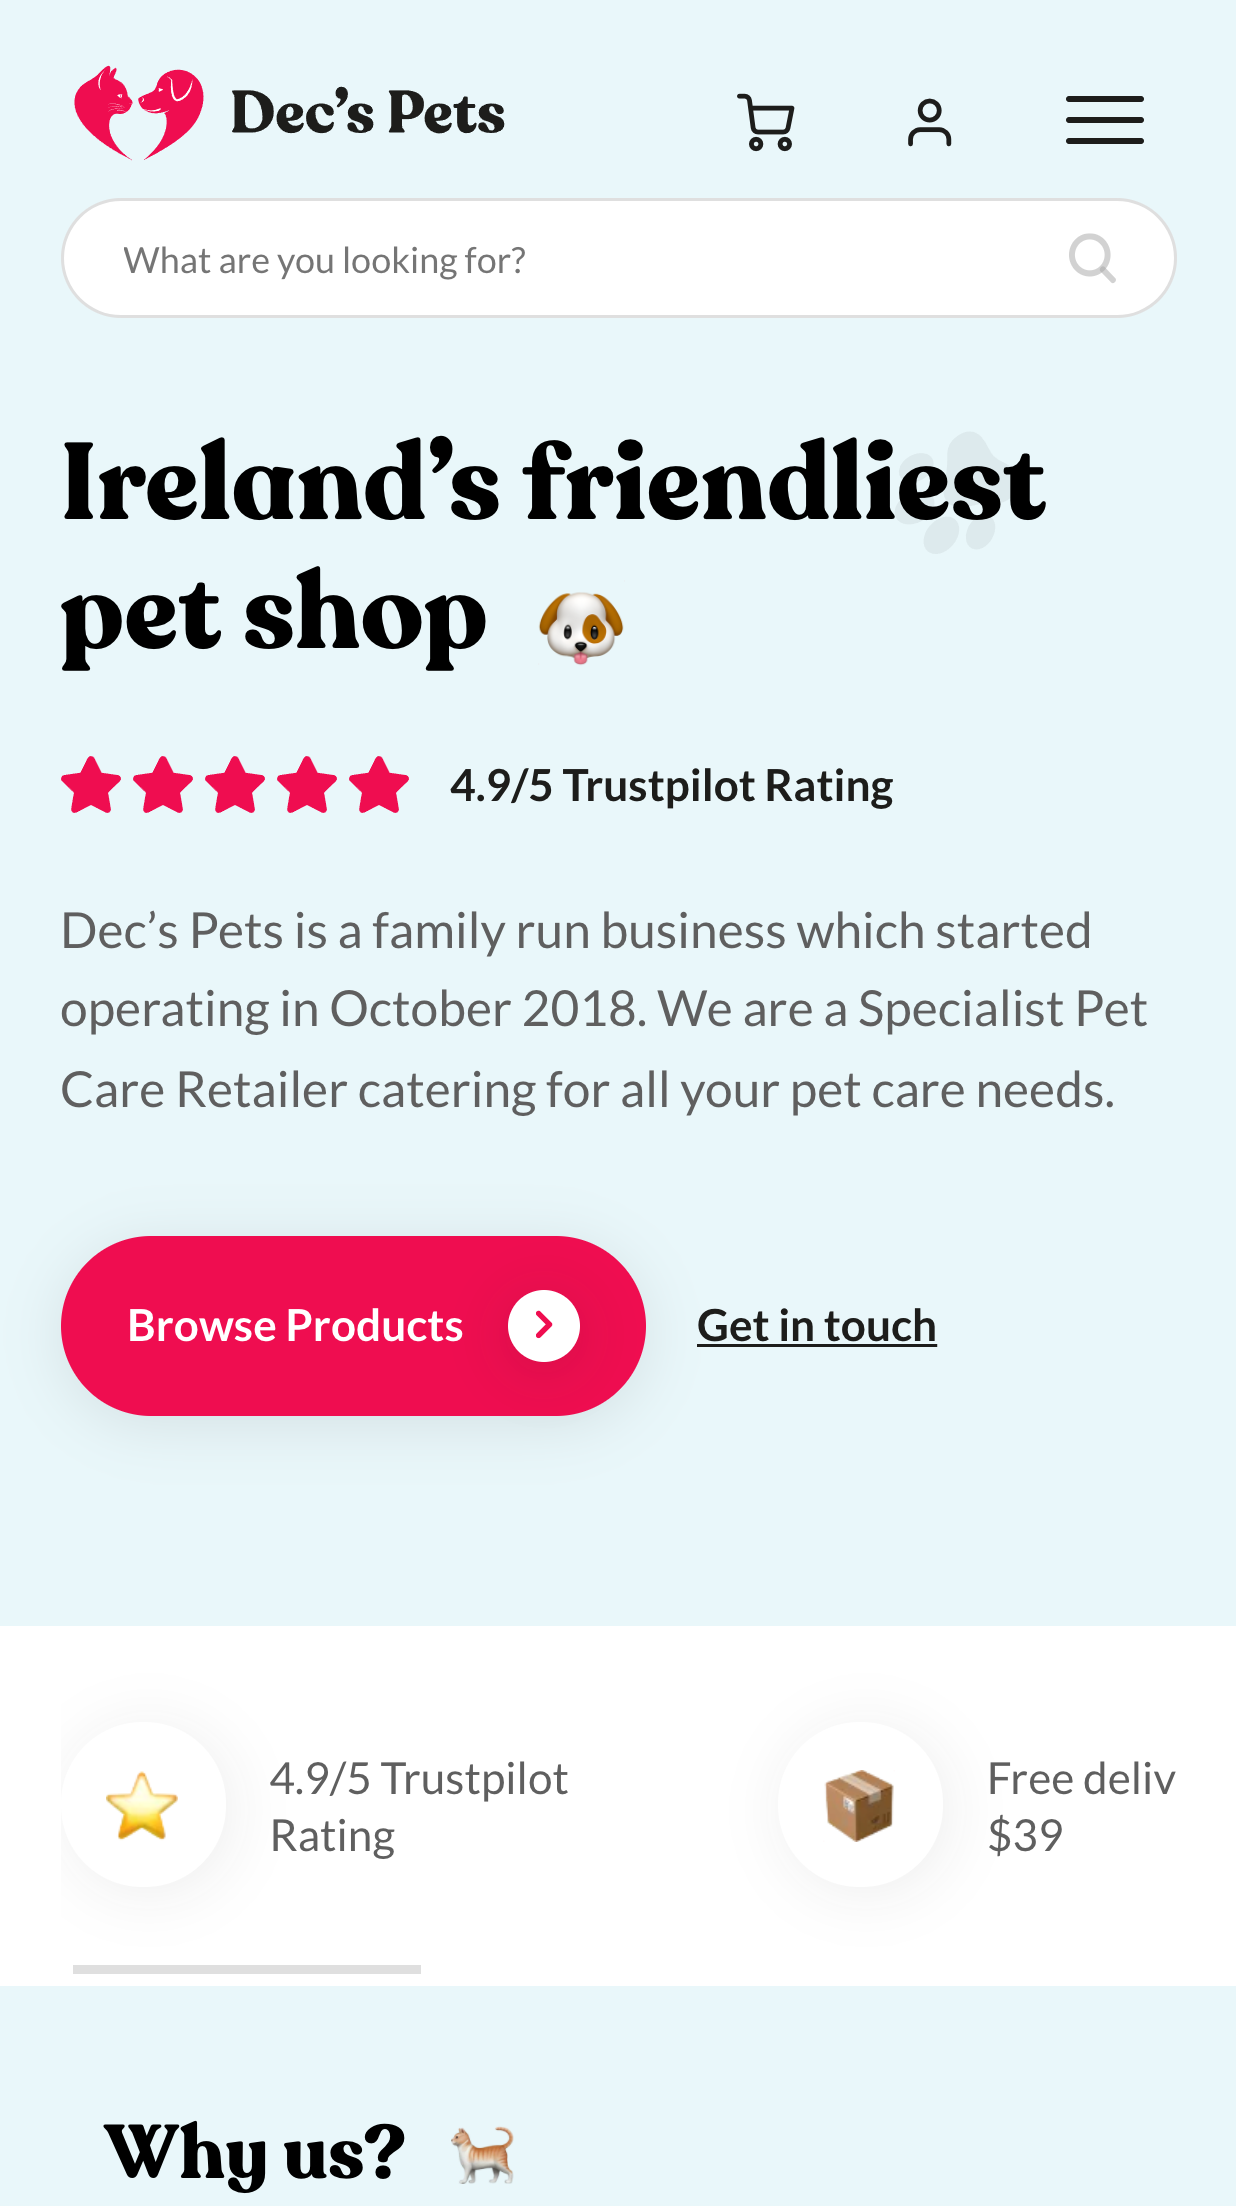 Dec’s Pets
What are you looking for?
Ireland’s friendliest
pet shop
4.9/5 Trustpilot Rating
Dec’s Pets is a family run business which started
operating in October 2018. We are a Specialist Pet
Care Retailer catering for all your pet care needs.
Browse Products
Get in touch
4.9/5 Trustpilot
Rating
Free deliv
$39
Why us?